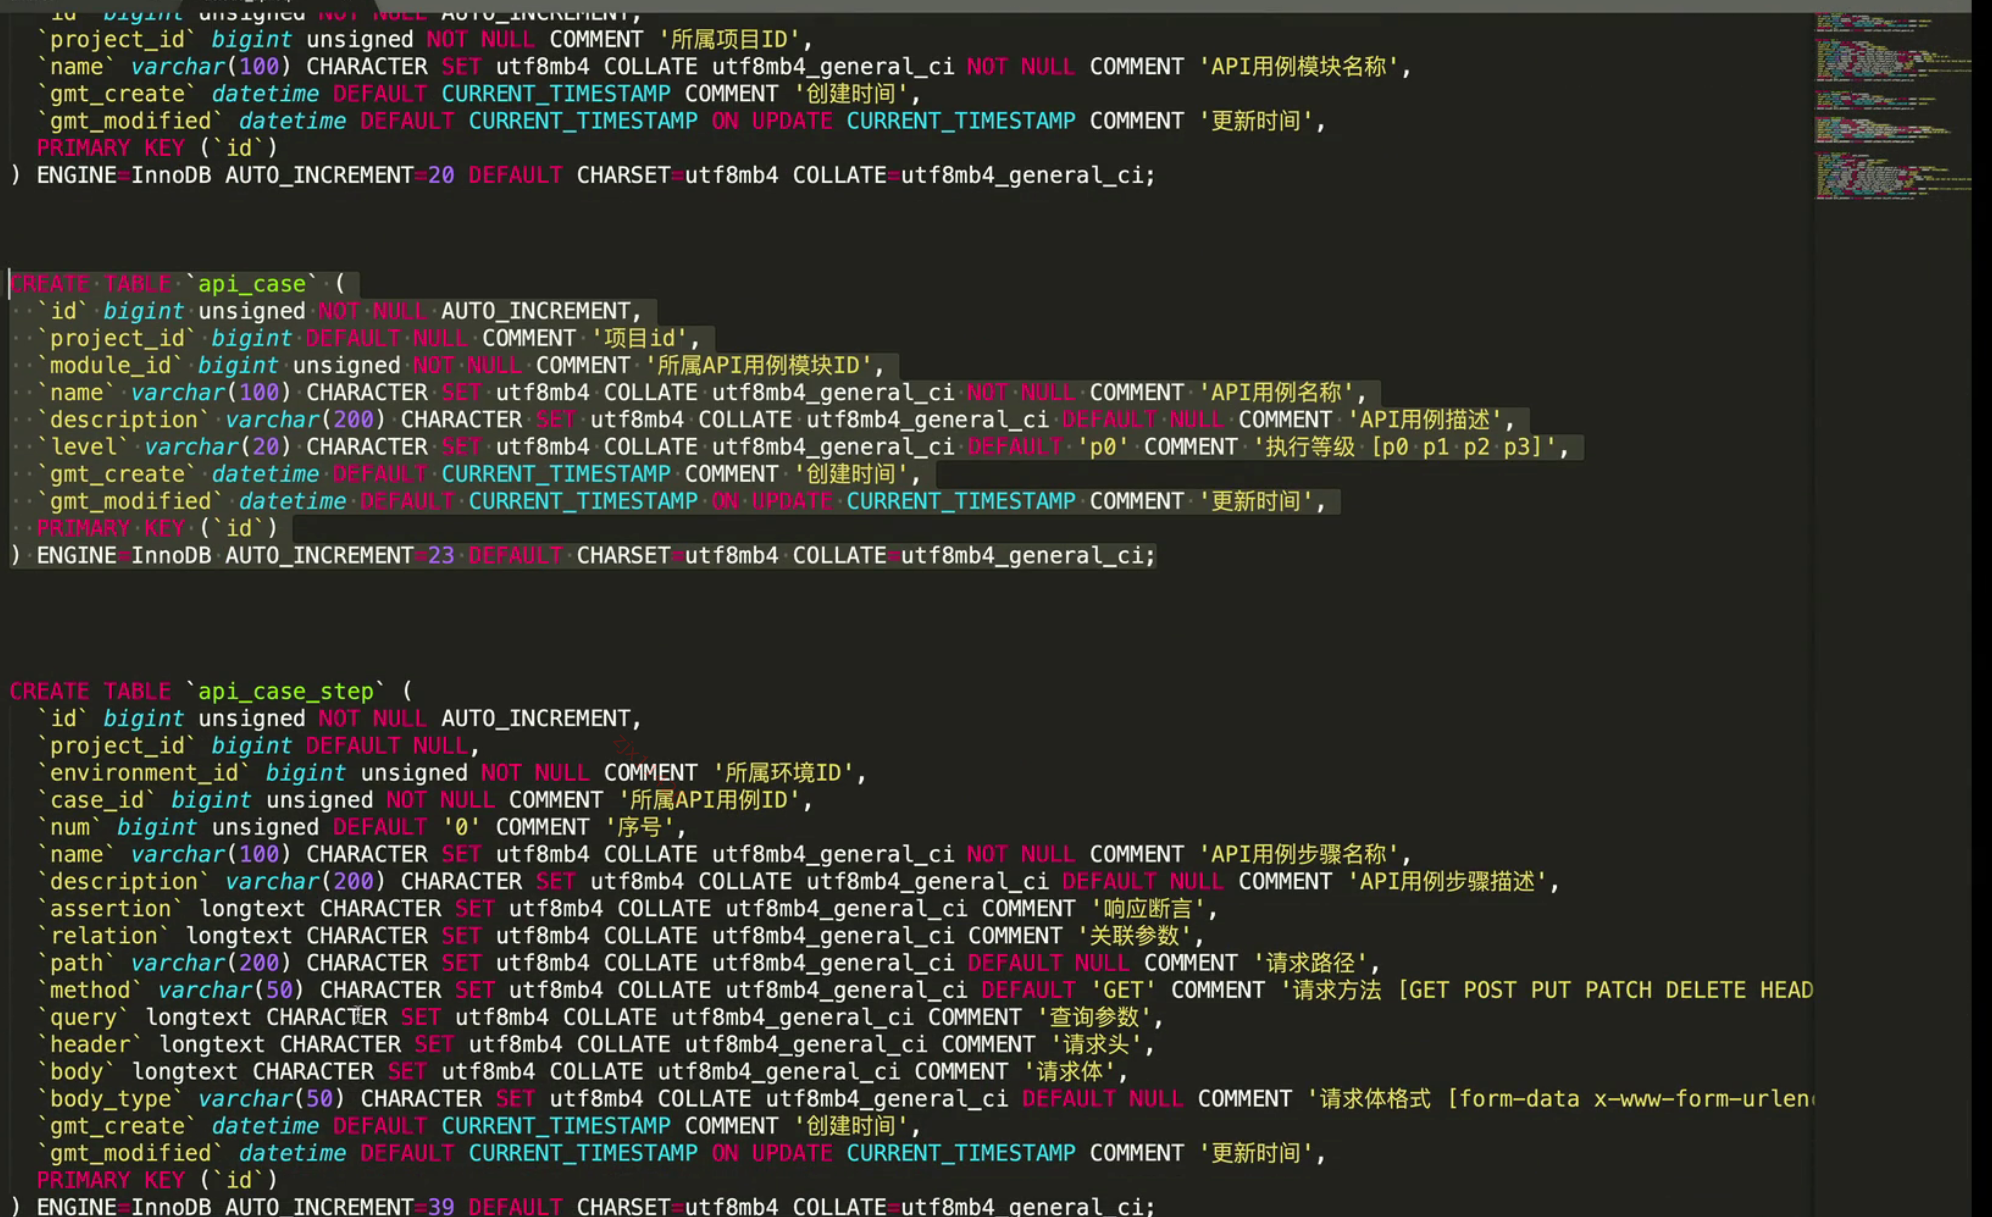 `id` bigint unsigned NOT NULL AUTO_INCREMENT,
`project_id` bigint unsigned NOT NULL COMMENT '所属项目ID',
`name` varchar(100) CHARACTER SET utf8mb4 COLLATE utf8mb4_general_ci NOT NULL COMMENT 'API用例模块名称',
`gmt_create` datetime DEFAULT CURRENT_TIMESTAMP COMMENT '创建时间',
`gmt_modified` datetime DEFAULT CURRENT_TIMESTAMP ON UPDATE CURRENT_TIMESTAMP COMMENT '更新时间',
PRIMARY KEY (`id`)
) ENGINE=InnoDB AUTO_INCREMENT=20 DEFAULT CHARSET=utf8mb4 COLLATE=utf8mb4_general_ci;
CREATE TABLE `api_case` (
`id` bigint unsigned NOT NULL AUTO_INCREMENT,
`project_id` bigint DEFAULT NULL COMMENT '项目id',
`module_id` bigint unsigned NOT NULL COMMENT '所属API用例模块ID',
`name` varchar(100) CHARACTER SET utf8mb4 COLLATE utf8mb4_general_ci NOT NULL COMMENT 'API用例名称',
`description` varchar(200) CHARACTER SET utf8mb4 COLLATE utf8mb4_general_ci DEFAULT NULL COMMENT 'API用例描述',
`level` varchar(20) CHARACTER SET utf8mb4 COLLATE utf8mb4_general_ci DEFAULT 'p0' COMMENT '执行等级 [p0 p1 p2 p3]',
`gmt_create` datetime DEFAULT CURRENT_TIMESTAMP COMMENT '创建时间',
`gmt_modified` datetime DEFAULT CURRENT_TIMESTAMP ON UPDATE CURRENT_TIMESTAMP COMMENT '更新时间',
PRIMARY KEY (`id`)
) ENGINE=InnoDB AUTO_INCREMENT=23 DEFAULT CHARSET=utf8mb4 COLLATE=utf8mb4_general_ci;
CREATE TABLE `api_case_step` (
`id` bigint unsigned NOT NULL AUTO_INCREMENT,
`project_id` bigint DEFAULT NULL,
`environment_id` bigint unsigned NOT NULL COMMENT '所属环境ID',
`case_id` bigint unsigned NOT NULL COMMENT '所属API用例ID',
`num` bigint unsigned DEFAULT '0' COMMENT '序号',
`name` varchar(100) CHARACTER SET utf8mb4 COLLATE utf8mb4_general_ci NOT NULL COMMENT 'API用例步骤名称',
`description` varchar(200) CHARACTER SET utf8mb4 COLLATE utf8mb4_general_ci DEFAULT NULL COMMENT 'API用例步骤描述',
`assertion` longtext CHARACTER SET utf8mb4 COLLATE utf8mb4_general_ci COMMENT '响应断言',
`relation` longtext CHARACTER SET utf8mb4 COLLATE utf8mb4_general_ci COMMENT '关联参数',
`path` varchar(200) CHARACTER SET utf8mb4 COLLATE utf8mb4_general_ci DEFAULT NULL COMMENT '请求路径',
`method` varchar(50) CHARACTER SET utf8mb4 COLLATE utf8mb4_general_ci DEFAULT 'GET' COMMENT '请求方法 [GET POST PUT PATCH DELETE HEAD
`query` longtext CHARACTER SET utf8mb4 COLLATE utf8mb4_general_ci COMMENT '查询参数',
`header` longtext CHARACTER SET utf8mb4 COLLATE utf8mb4_general_ci COMMENT '请求头',
`body` longtext CHARACTER SET utf8mb4 COLLATE utf8mb4_general_ci COMMENT '请求体',
`body_type` varchar(50) CHARACTER SET utf8mb4 COLLATE utf8mb4_general_ci DEFAULT NULL COMMENT '请求体格式 [form-data x-www-form-urlen
`gmt_create` datetime DEFAULT CURRENT_TIMESTAMP COMMENT '创建时间',
`gmt_modified` datetime DEFAULT CURRENT_TIMESTAMP ON UPDATE CURRENT_TIMESTAMP COMMENT '更新时间',
PRIMARY KEY (`id`)
) ENGINE=InnoDB AUTO_INCREMENT=39 DEFAULT CHARSET=utf8mb4 COLLATE=utf8mb4_general_ci;